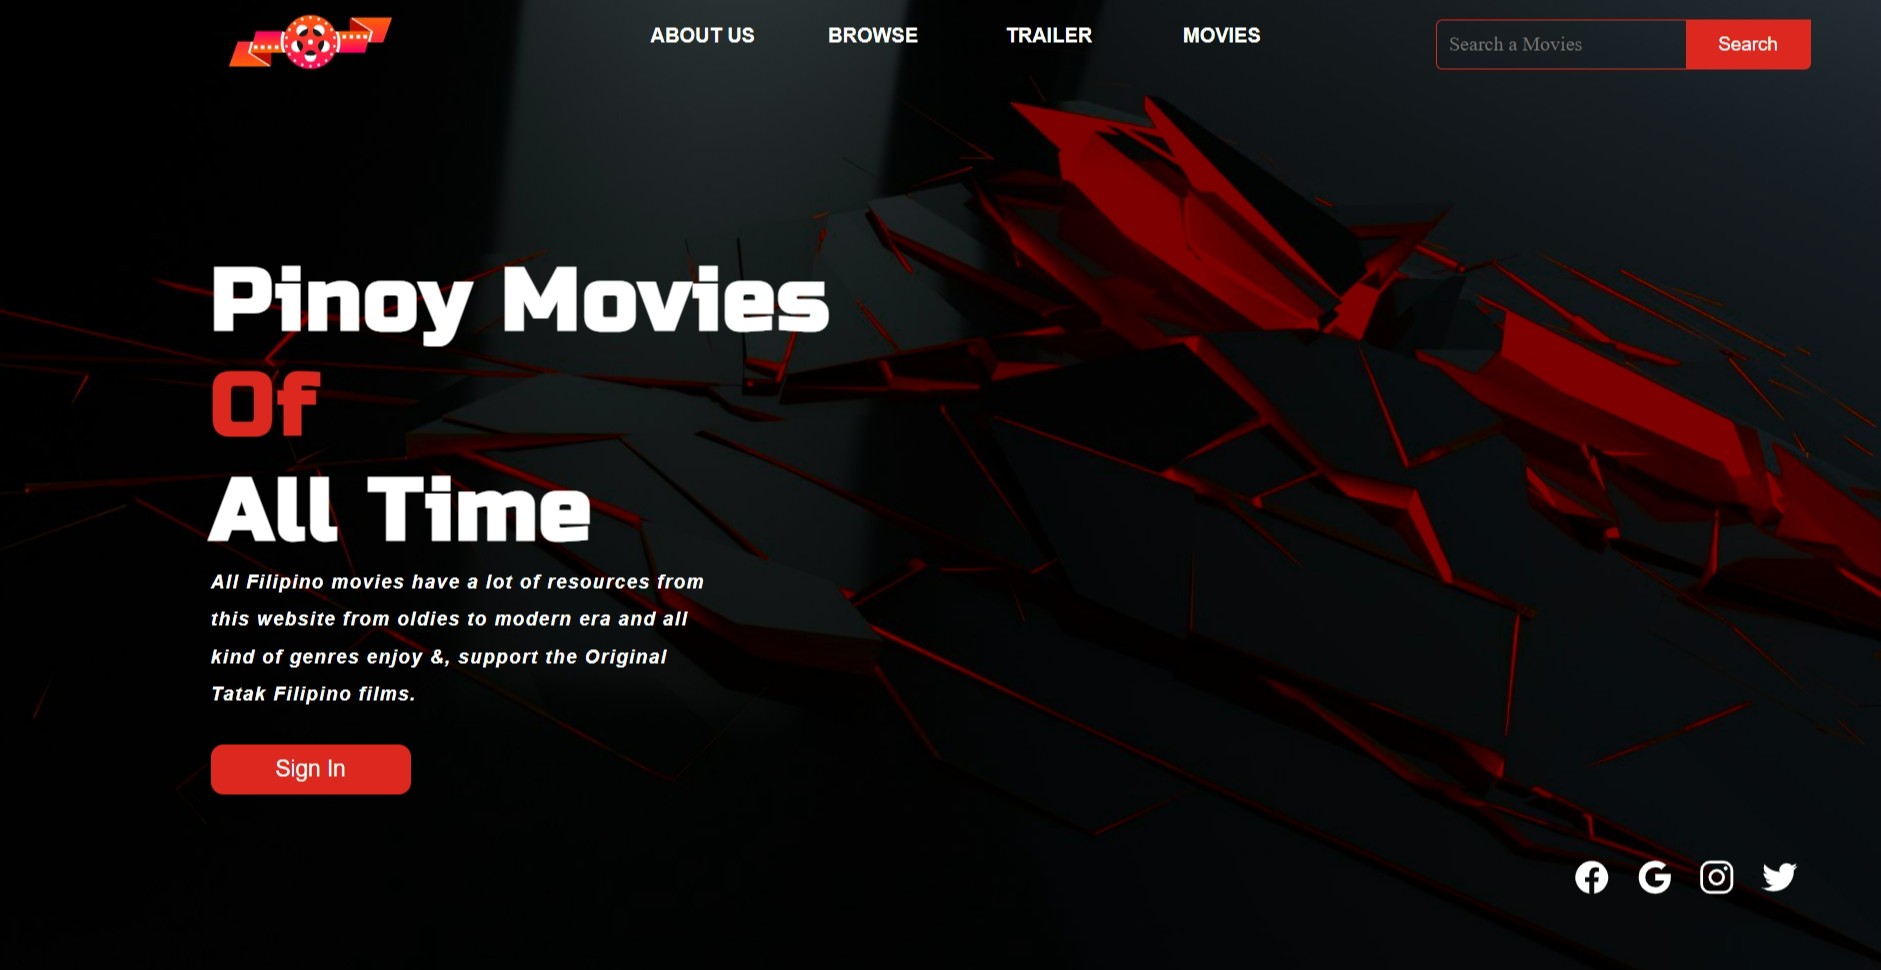 ABOUT US
BROWSE
TRAILER
MOVIES
Search a Movies
Search
Pinoy Movies
Of
All Time
All Filipino movies have a lot of resources from
this website from oldies to modern era and all
kind of genres enjoy &, support the Original
Tatak Filipino films.
Sign In